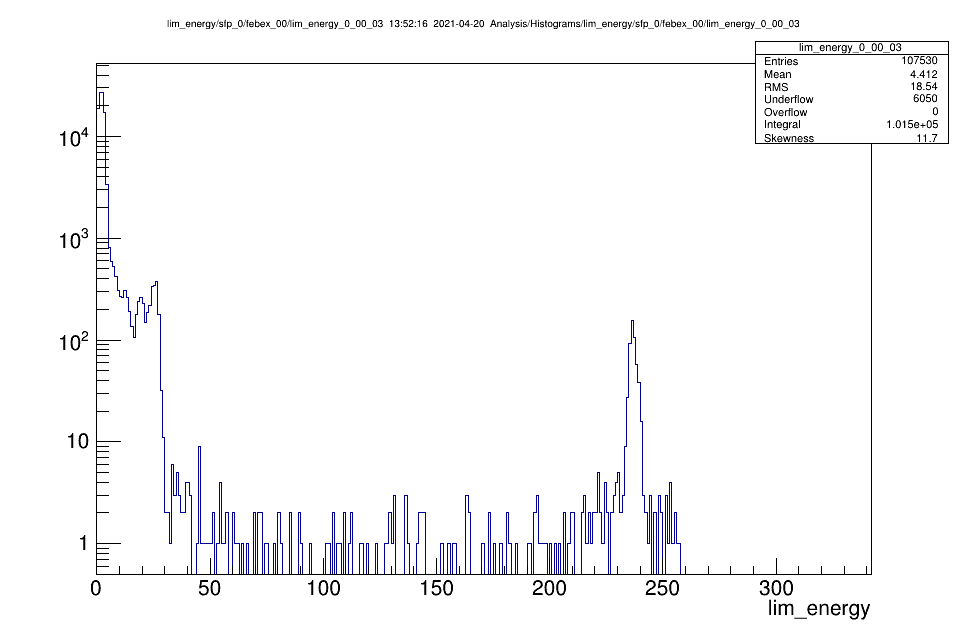 lim_energy/sfp_0/febex_00/lim_energy_0_00_03 13:52:16 2021-04-20 Analysis/Histograms/lim_energy/sfp_0/febex_00/lim_energy_0_00_03
lim_energy_0_00_03
Entries 107530
Mean 4.412
RMS 18.54
Underflow 6050
Overflow 0
Integral 1.015e+05
Skewness 11.7
10^4
10^3
10^2
10
1
0 50 100 150 200 250 300
lim_energy